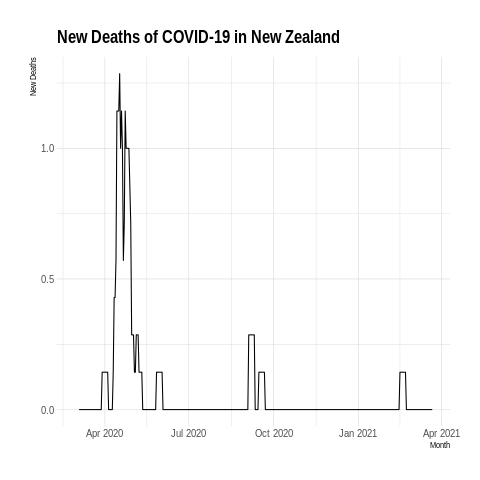 New Deaths of COVID-19 in New Zealand
New Deaths
1.0
0.5
0.0
Apr 2020 Jul 2020 Oct 2020 Jan 2021 Apr 2021
Month